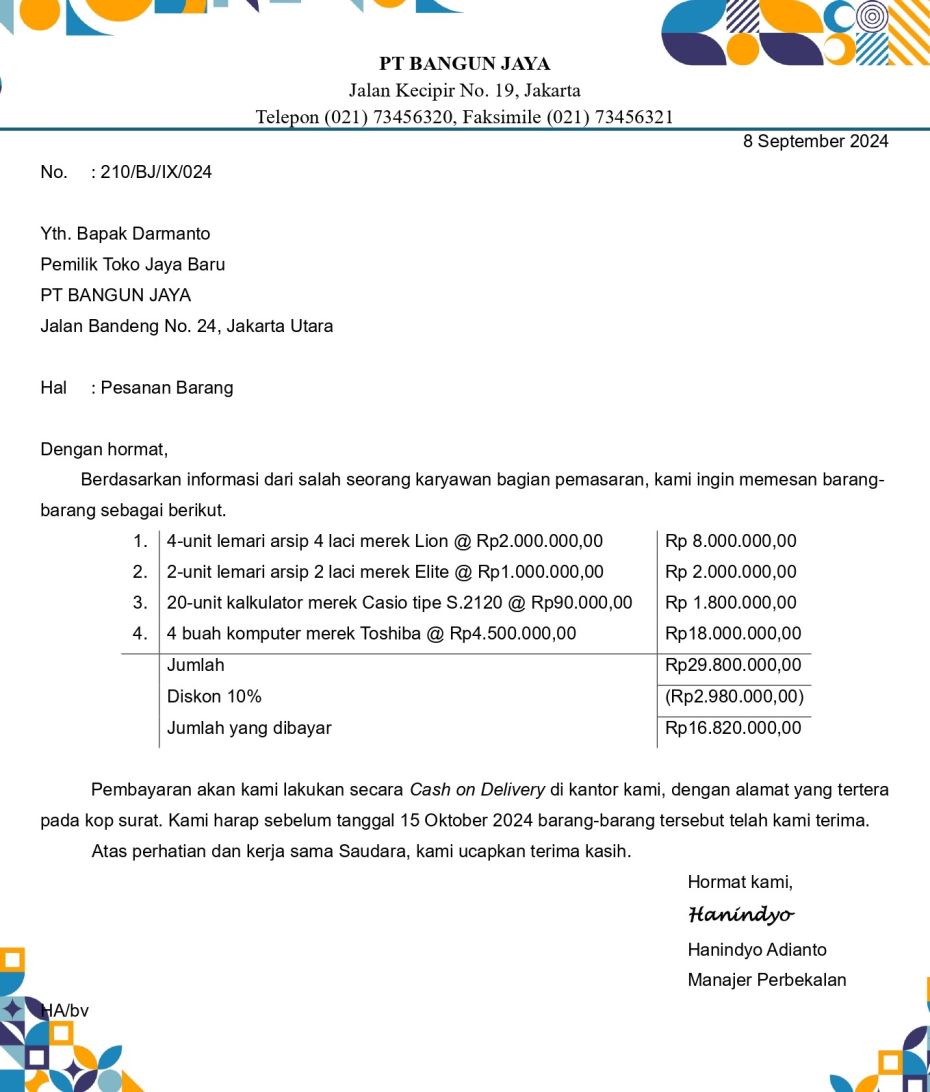 PT BANGUN JAYA
Jalan Kecipir No. 19, Jakarta
Telepon (021) 73456320, Faksimile (021) 73456321
8 September 2024
No. : 210/BJ/IX/024
Yth. Bapak Darmanto
Pemilik Toko Jaya Baru
PT BANGUN JAYA
Jalan Bandeng No. 24, Jakarta Utara
Hal : Pesanan Barang
Dengan hormat,
Berdasarkan informasi dari salah seorang karyawan bagian pemasaran, kami ingin memesan barang-
barang sebagai berikut.
1. 4-unit lemari arsip 4 laci merek Lion @ Rp2.000.000,00 Rp 8.000.000,00
2. 2-unit lemari arsip 2 laci merek Elite @ Rp1.000.000,00 Rp 2.000.000,00
3. 20-unit kalkulator merek Casio tipe S.2120 @ Rp90.000,00 Rp 1.800.000,00
4. 4 buah komputer merek Toshiba @ Rp4.500.000,00 Rp18.000.000,00
Jumlah Rp29.800.000,00
Diskon 10% (Rp2.980.000,00)
Jumlah yang dibayar Rp16.820.000,00
Pembayaran akan kami lakukan secara Cash on Delivery di kantor kami, dengan alamat yang tertera
pada kop surat. Kami harap sebelum tanggal 15 Oktober 2024 barang-barang tersebut telah kami terima.
Atas perhatian dan kerja sama Saudara, kami ucapkan terima kasih.
Hormat kami,
Hanindyo
Hanindyo Adianto
Manajer Perbekalan
HA/bv